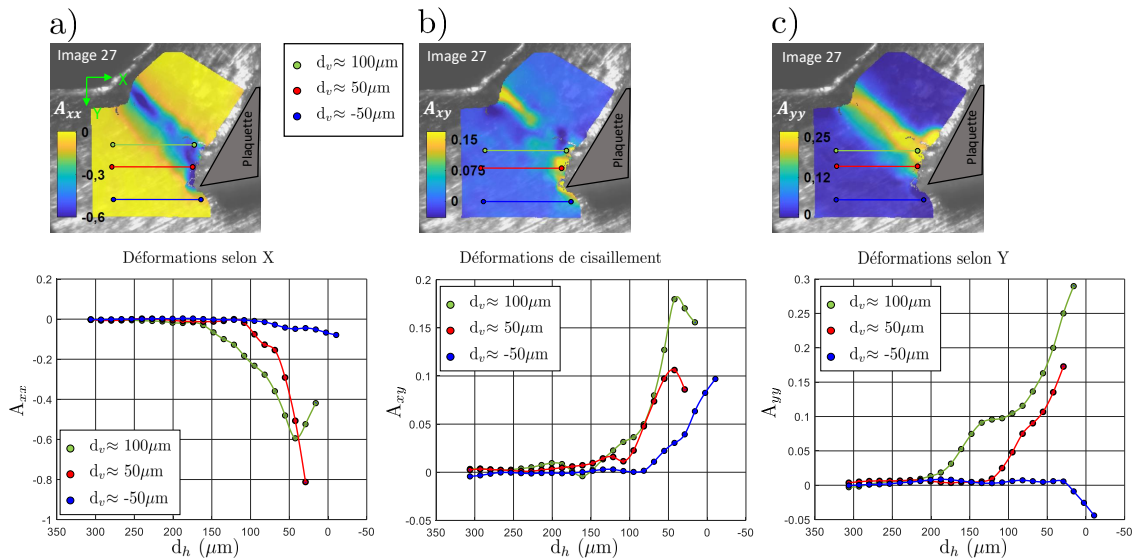 a)
b)
c)
Image 27
X
Y
A_xx
0
-0,3
-0,6
Plaquette
d_v≈ 100μm
d_v≈ 50μm
d_v≈ -50μm
Image 27
A_xy
0.15
0.075
0
Plaquette
Image 27
A_yy
0,25
0,12
0
Plaquette
Déformations selon X
0.2
0
-0.2
-0.4
-0.6
-0.8
-1
A_xx
d_v≈ 100μm
d_v≈ 50μm
d_v≈ -50μm
350 300 250 200 150 100 50 0 -50
d_h (μm)
Déformations de cisaillement
0.2
0.15
0.1
0.05
0
-0.05
A_xy
d_v≈ 100μm
d_v≈ 50μm
d_v≈ -50μm
350 300 250 200 150 100 50 0 -50
d_h (μm)
Déformations selon Y
0.3
0.25
0.2
0.15
0.1
0.05
0
-0.05
A_yy
d_v≈ 100μm
d_v≈ 50μm
d_v≈ -50μm
350 300 250 200 150 100 50 0 -50
d_h (μm)